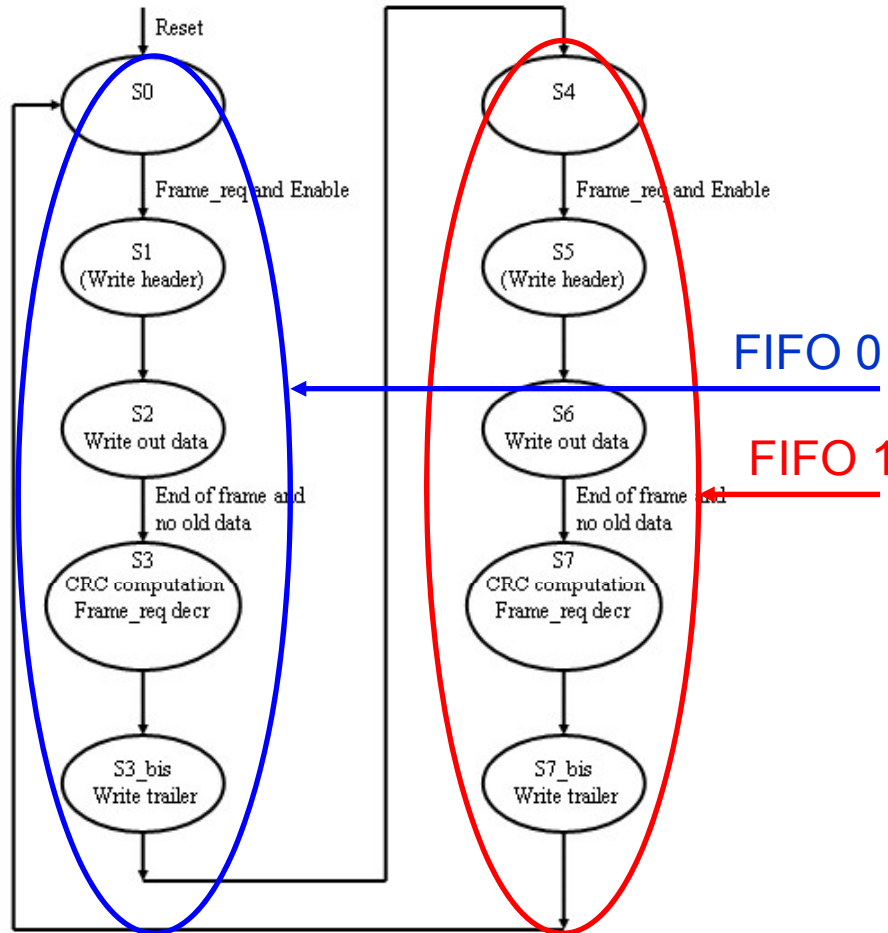 Reset
S0
Frame_req and Enable
S1
(Write header)
S2
Write out data
End of frame and
no old data
S3
CRC computation
Frame_req decr
S3_bis
Write trailer
S4
Frame_req and Enable
S5
(Write header)
S6
Write out data
End of frame and
no old data
S7
CRC computation
Frame_req decr
S7_bis
Write trailer
FIFO 0
FIFO 1